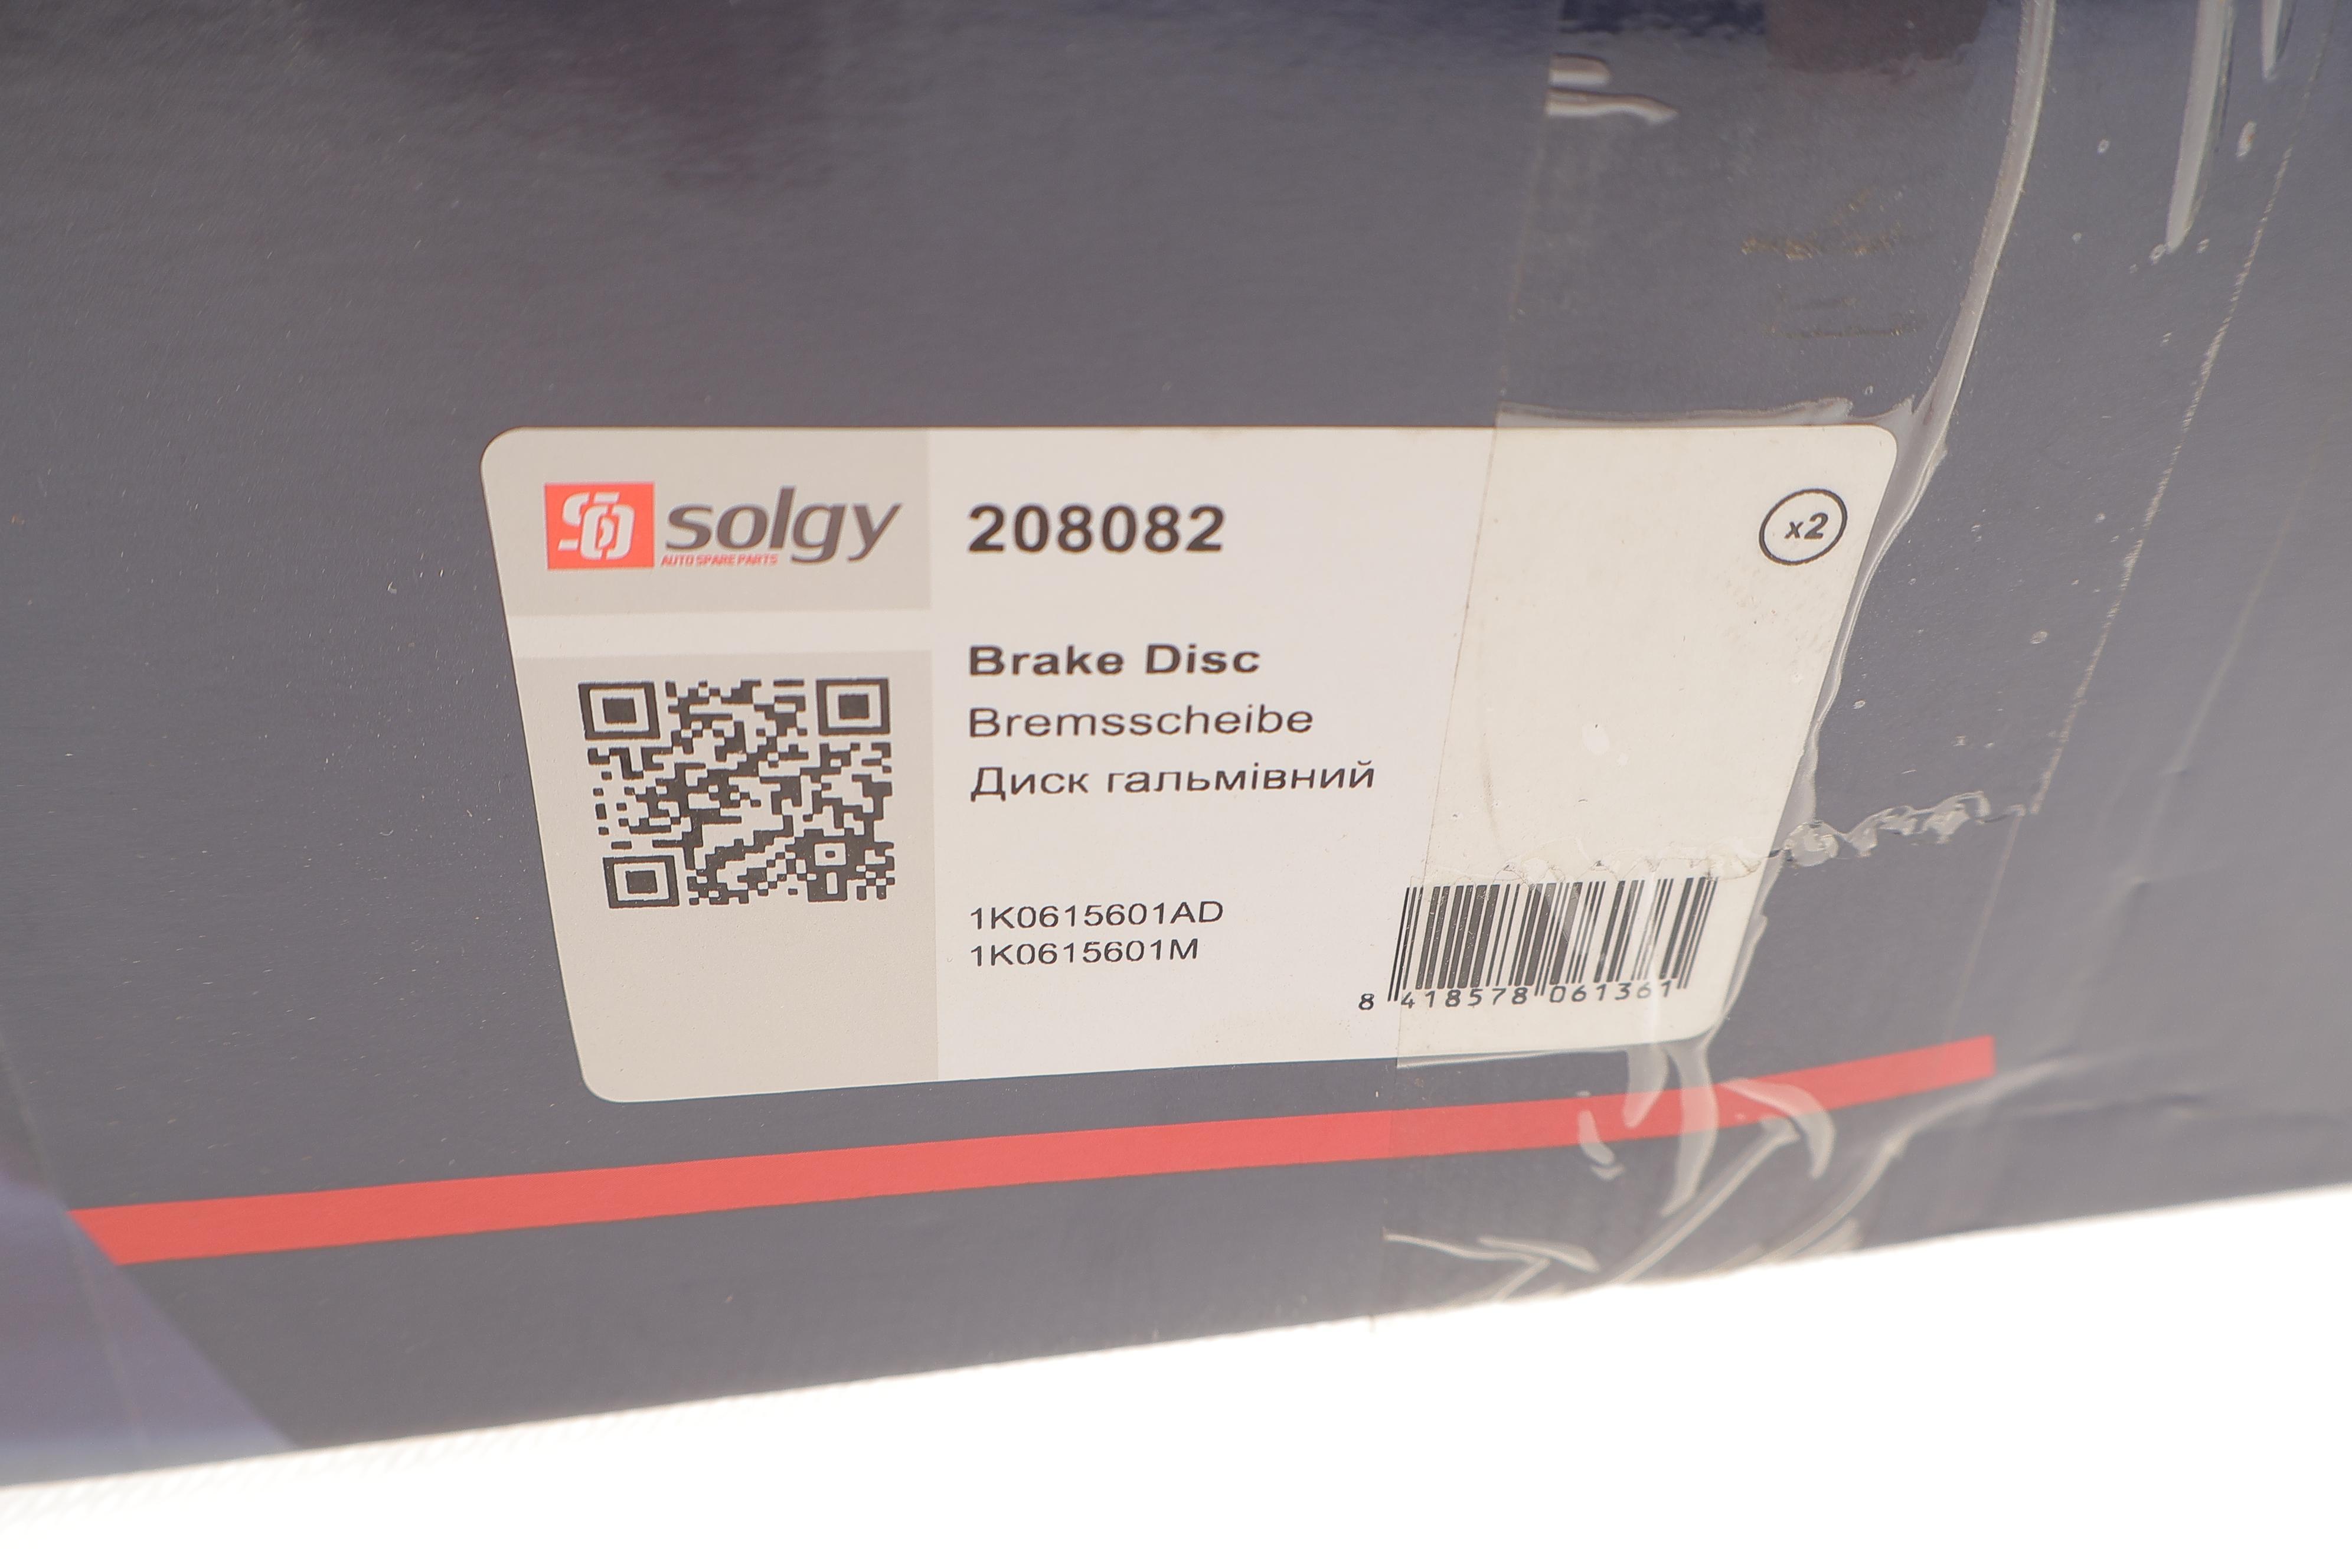 solgy
AUTO SPARE PARTS
208082
x2
Brake Disc
Bremsscheibe
Диск гальмівний
1K0615601AD
1K0615601M
8 418578 061361